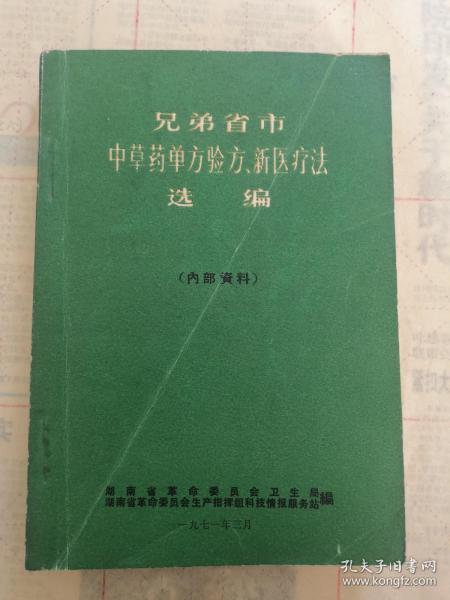 兄弟省市
中草药单方验方、新医疗法
选编
（内部資料）
湖南省革命委员会卫生局
湖南省革命委员会生产指挥组科技情报服务站
编
一九七一年三月
孔夫子旧书网
www.kongfz.com